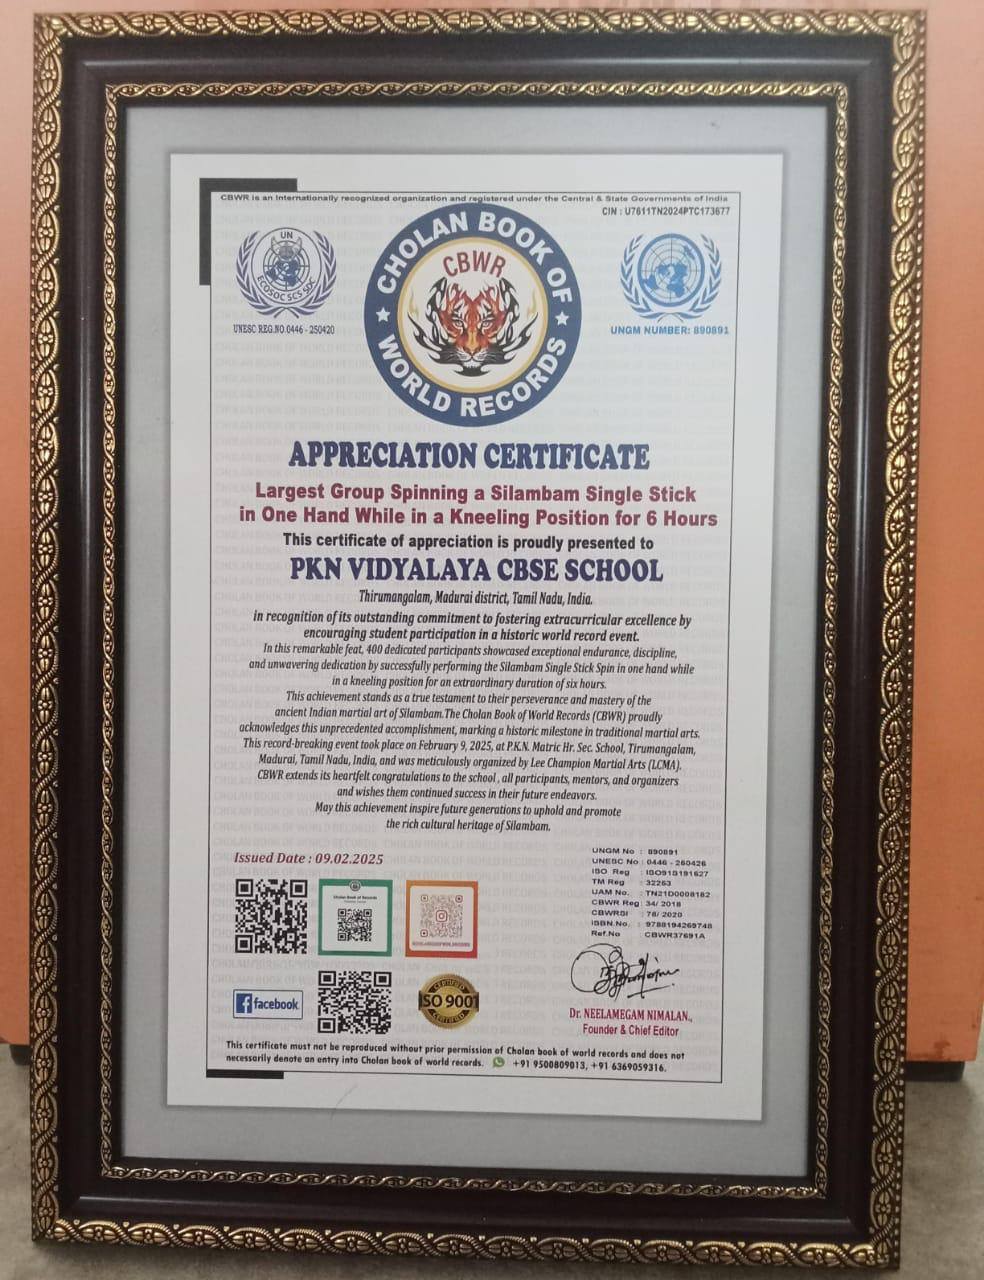 CBWR is an Internationally recognized organization and registered under the Central & State Governments of India
CIN : U7611TN2024PTC173677
UN
ECOSOC SCS SDC
UNESC REG.NO.0446 - 250420
CHOLAN BOOK OF
WORLD RECORDS
CBWR
UNGM NUMBER: 890891
APPRECIATION CERTIFICATE
Largest Group Spinning a Silambam Single Stick
in One Hand While in a Kneeling Position for 6 Hours
This certificate of appreciation is proudly presented to
PKN VIDYALAYA CBSE SCHOOL
Thirumangalam, Madurai district, Tamil Nadu, India.
in recognition of its outstanding commitment to fostering extracurricular excellence by
encouraging student participation in a historic world record event.
In this remarkable feat, 400 dedicated participants showcased exceptional endurance, discipline,
and unwavering dedication by successfully performing the Silambam Single Stick Spin in one hand while
in a kneeling position for an extraordinary duration of six hours.
This achievement stands as a true testament to their perseverance and mastery of the
ancient Indian martial art of Silambam.The Cholan Book of World Records (CBWR) proudly
acknowledges this unprecedented accomplishment, marking a historic milestone in traditional martial arts.
This record-breaking event took place on February 9, 2025, at P.K.N. Matric Hr. Sec. School, Tirumangalam,
Madurai, Tamil Nadu, India, and was meticulously organized by Lee Champion Martial Arts (LCMA).
CBWR extends its heartfelt congratulations to the school , all participants, mentors, and organizers
and wishes them continued success in their future endeavors.
May this achievement inspire future generations to uphold and promote
the rich cultural heritage of Silambam.
Issued Date : 09.02.2025
UNGM No : 890891
UNESC No : 0446 - 250426
ISO Reg : ISO91S191627
TM Reg : 32263
UAM No. : TN21D0008182
CBWR Reg : 34/ 2018
CBWRSI : 78/ 2020
ISBN.No. : 9788194269748
Ref.No : CBWR37691A
Cholan Book of Records
facebook
CERTIFIED
ISO 9001
CERTIFIED
Dr. NEELAMEGAM NIMALAN.,
Founder & Chief Editor
This certificate must not be reproduced without prior permission of Cholan book of world records and does not
necessarily denote an entry into Cholan book of world records. +91 9500809013, +91 6369059316.